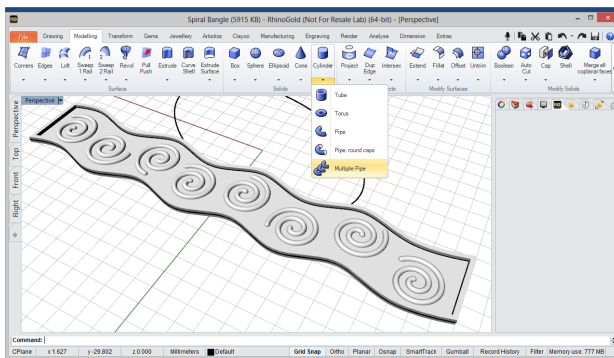 Spiral Bangle (5915 KB) - RhinoGold (Not For Resale Lab) (64-bit) - [Perspective]
File Drawing Modelling Transform Gems Jewellery Artistics Clayoo Manufacturing Engraving Render Analyse Dimension Extras
Corners Edges Loft Sweep 1 Rail Sweep 2 Rail Revol Pull Push Extrude Curve Shell Extrude Surface Box Sphere Ellipsoid Cone Cylinder Project Dup Edge Intersec Extend Fillet Offset Untrim Boolean Auto Cut Cap Shell Merge all coplanar faces
Surface Solids nts Modify Surfaces Modify Solids
Perspective
Tube
Torus
Pipe
Pipe, round caps
Multiple Pipe
Perspective
Top
Front
Right
Command:
CPlane x 1.627 y -29.802 z 0.000 Millimeters Default Grid Snap Ortho Planar Osnap SmartTrack Gumball Record History Filter Memory use: 777 MB